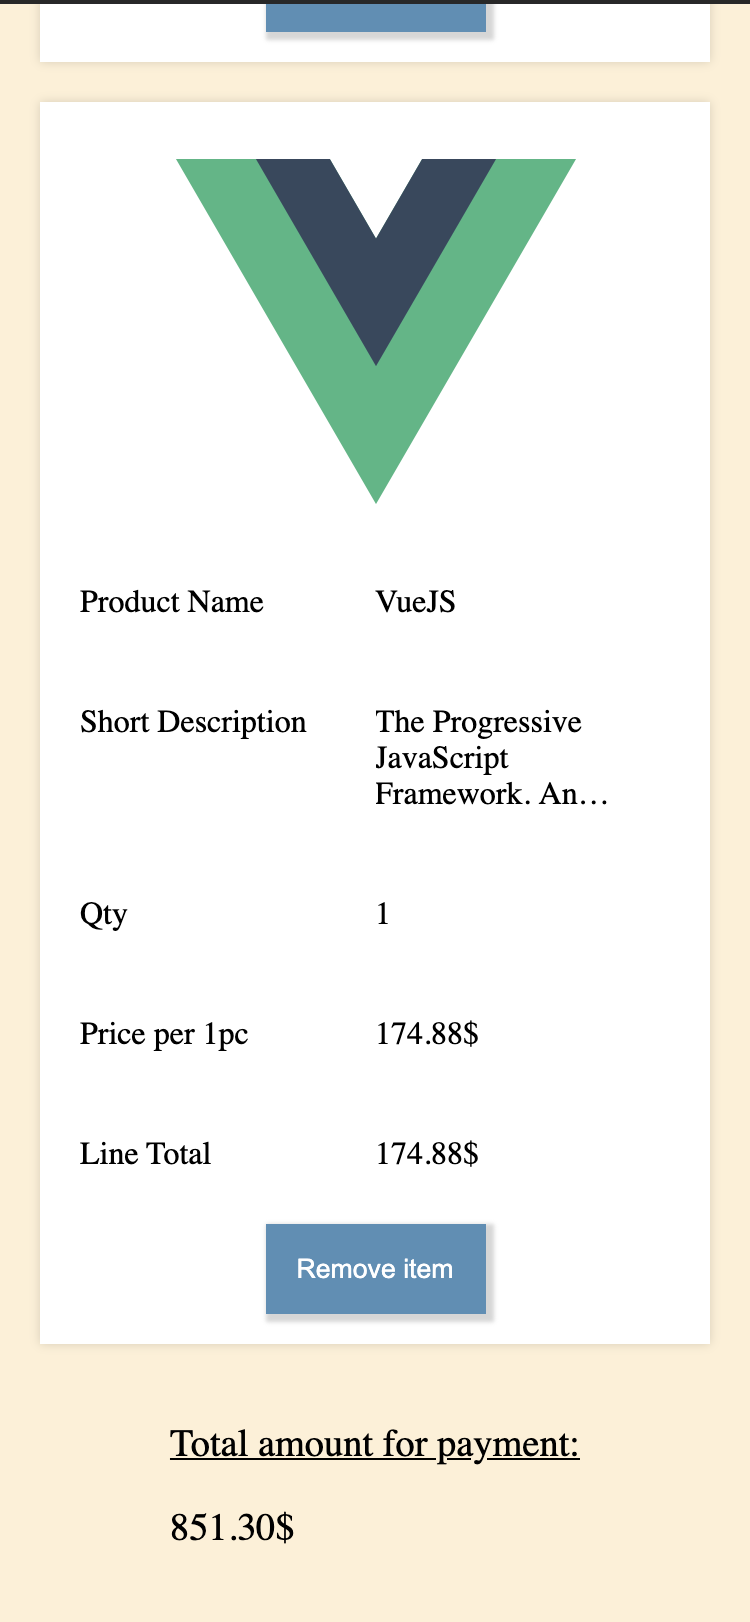 Product Name VueJS
Short Description The Progressive
JavaScript
Framework. An…
Qty 1
Price per 1pc 174.88$
Line Total 174.88$
Remove item
Total amount for payment:
851.30$